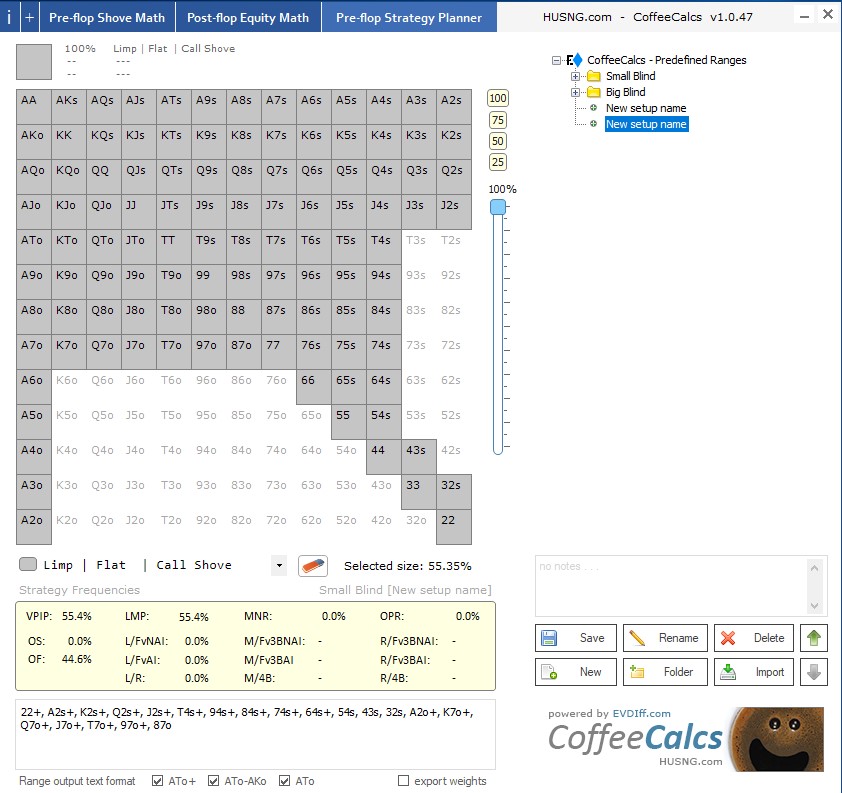 i + Pre-flop Shove Math Post-flop Equity Math Pre-flop Strategy Planner HUSNG.com - CoffeeCalcs v1.0.47
100% Limp | Flat | Call Shove
-- ---
-- ---
AA AKs AQs AJs ATs A9s A8s A7s A6s A5s A4s A3s A2s
AKo KK KQs KJs KTs K9s K8s K7s K6s K5s K4s K3s K2s
AQo KQo QQ QJs QTs Q9s Q8s Q7s Q6s Q5s Q4s Q3s Q2s
AJo KJo QJo JJ JTs J9s J8s J7s J6s J5s J4s J3s J2s
ATo KTo QTo JTo TT T9s T8s T7s T6s T5s T4s T3s T2s
A9o K9o Q9o J9o T9o 99 98s 97s 96s 95s 94s 93s 92s
A8o K8o Q8o J8o T8o 98o 88 87s 86s 85s 84s 83s 82s
A7o K7o Q7o J7o T7o 97o 87o 77 76s 75s 74s 73s 72s
A6o K6o Q6o J6o T6o 96o 86o 76o 66 65s 64s 63s 62s
A5o K5o Q5o J5o T5o 95o 85o 75o 65o 55 54s 53s 52s
A4o K4o Q4o J4o T4o 94o 84o 74o 64o 54o 44 43s 42s
A3o K3o Q3o J3o T3o 93o 83o 73o 63o 53o 43o 33 32s
A2o K2o Q2o J2o T2o 92o 82o 72o 62o 52o 42o 32o 22
100
75
50
25
100%
CoffeeCalcs - Predefined Ranges
Small Blind
Big Blind
New setup name
New setup name
Limp | Flat | Call Shove Selected size: 55.35%
Strategy Frequencies Small Blind [New setup name]
VPIP: 55.4% LMP: 55.4% MNR: 0.0% OPR: 0.0%
OS: 0.0% L/FvNAI: 0.0% M/Fv3BNAI: - R/Fv3BNAI: -
OF: 44.6% L/FvAI: 0.0% M/Fv3BAI - R/Fv3BAI: -
L/R: 0.0% M/4B: - R/4B: -
22+, A2s+, K2s+, Q2s+, J2s+, T4s+, 94s+, 84s+, 74s+, 64s+, 54s, 43s, 32s, A2o+, K7o+,
Q7o+, J7o+, T7o+, 97o+, 87o
Range output text format ATo+ ATo-AKo ATo export weights
no notes . . .
Save Rename Delete
New Folder Import
powered by EVDIff.com
CoffeeCalcs
HUSNG.com